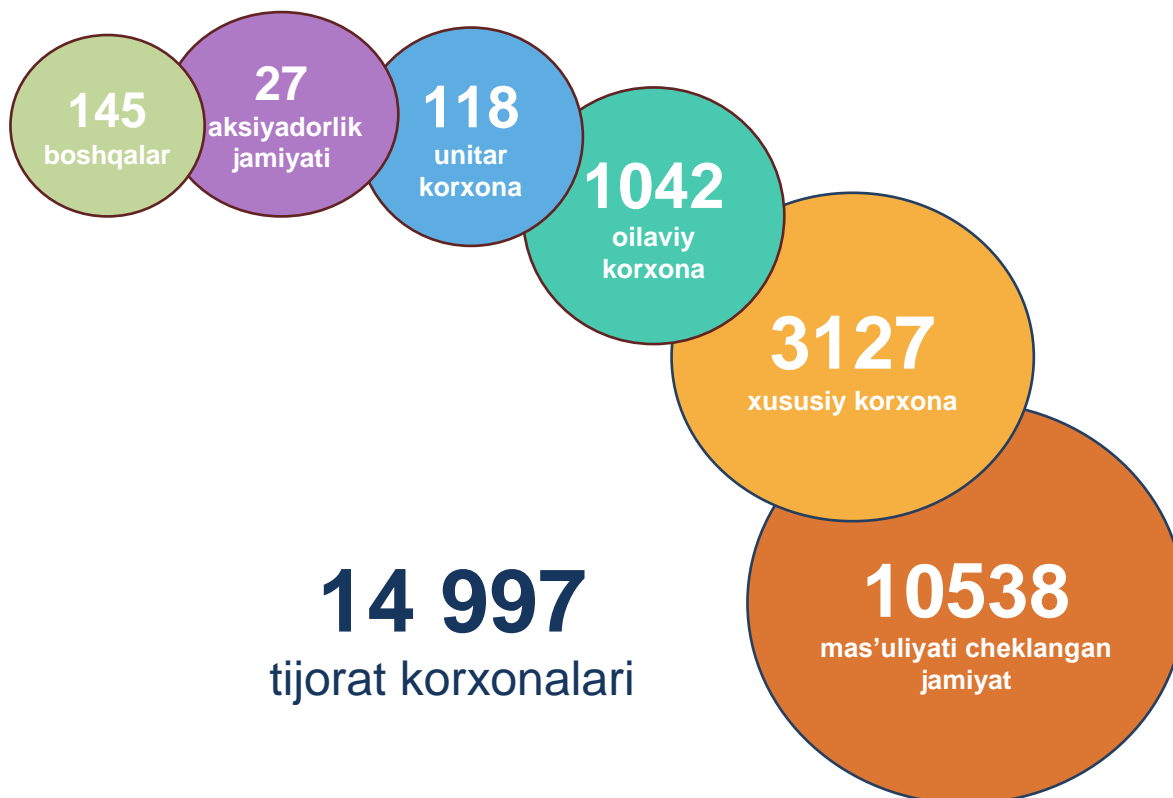 145
boshqalar
27
aksiyadorlik
jamiyati
118
unitar
korxona
1042
oilaviy
korxona
3127
xususiy korxona
10538
mas’uliyati cheklangan
jamiyat
14 997
tijorat korxonalari